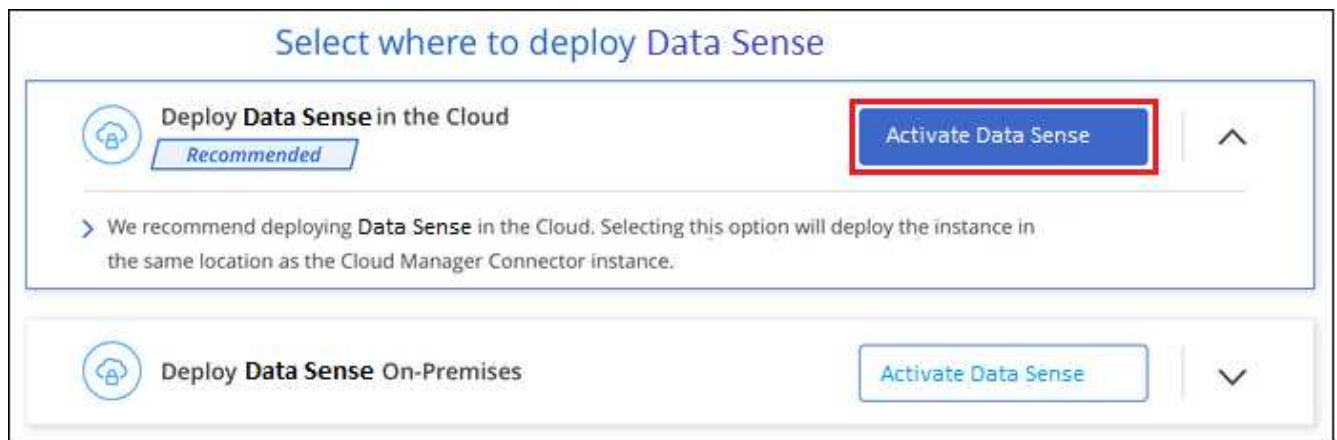 Select where to deploy Data Sense
Deploy Data Sense in the Cloud
Recommended
Activate Data Sense
We recommend deploying Data Sense in the Cloud. Selecting this option will deploy the instance in
the same location as the Cloud Manager Connector instance.
Deploy Data Sense On-Premises
Activate Data Sense